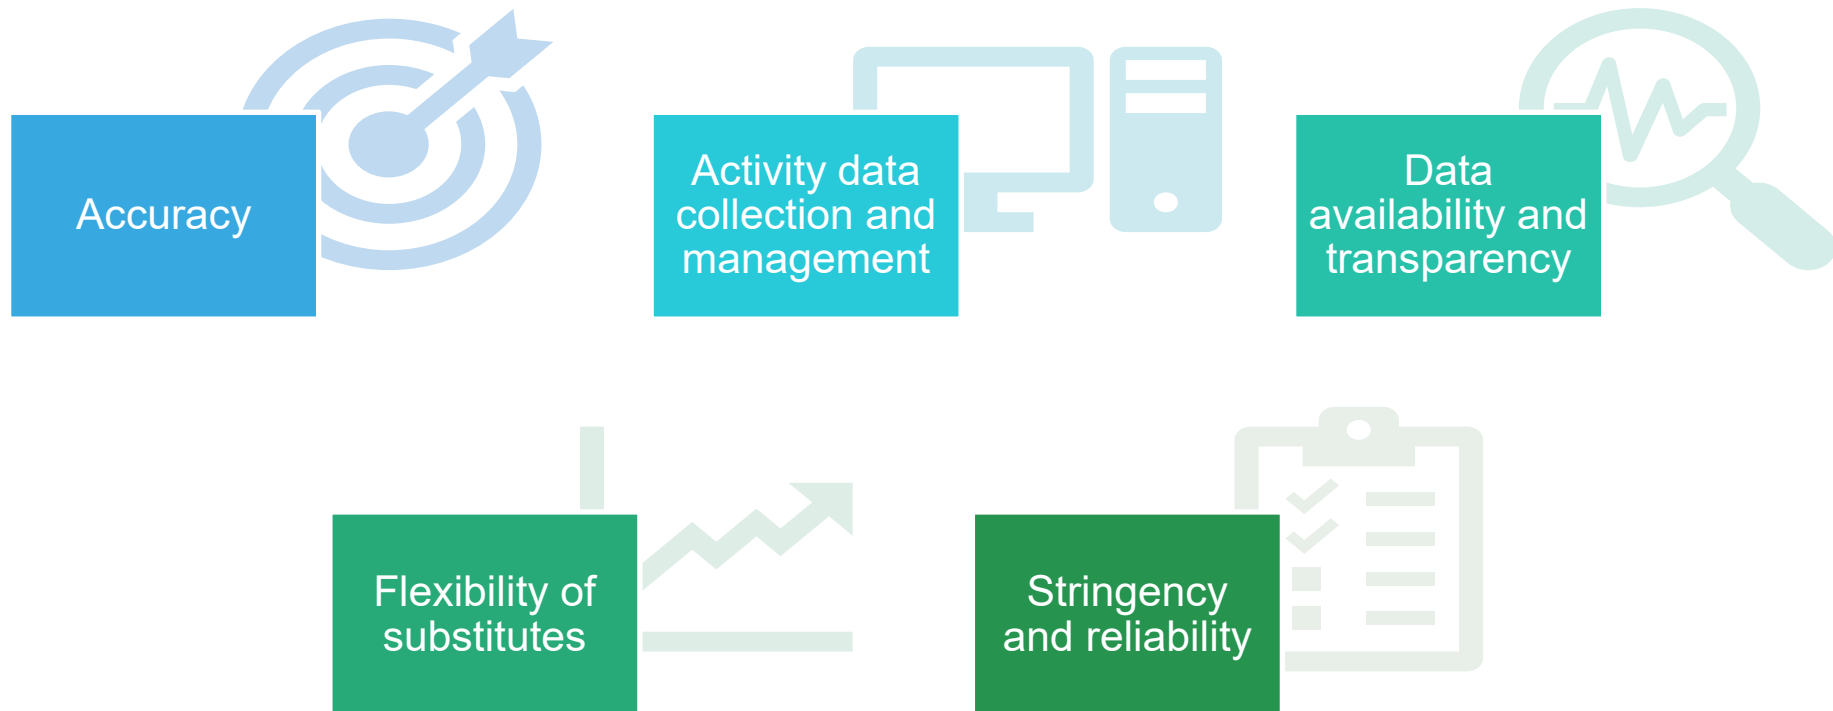 Accuracy
Activity data
collection and
management
Data
availability and
transparency
Flexibility of
substitutes
Stringency
and reliability